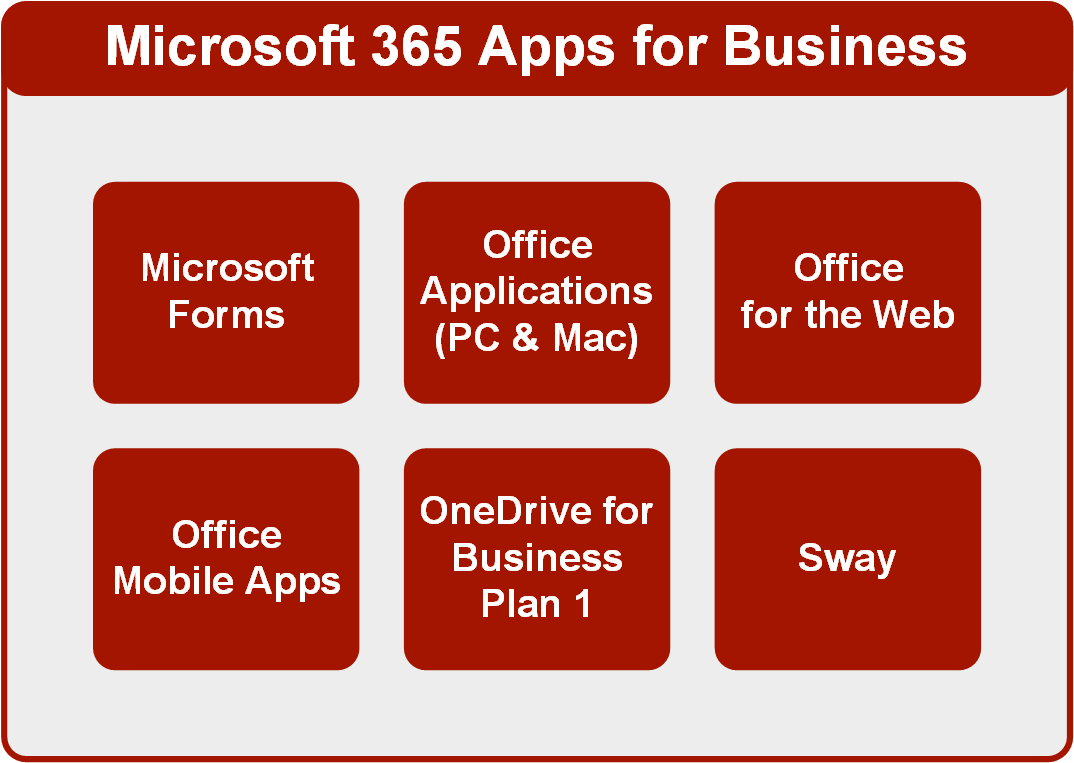 Microsoft 365 Apps for Business
Microsoft
Forms
Office
Applications
(PC & Mac)
Office
for the Web
Office
Mobile Apps
OneDrive for
Business
Plan 1
Sway